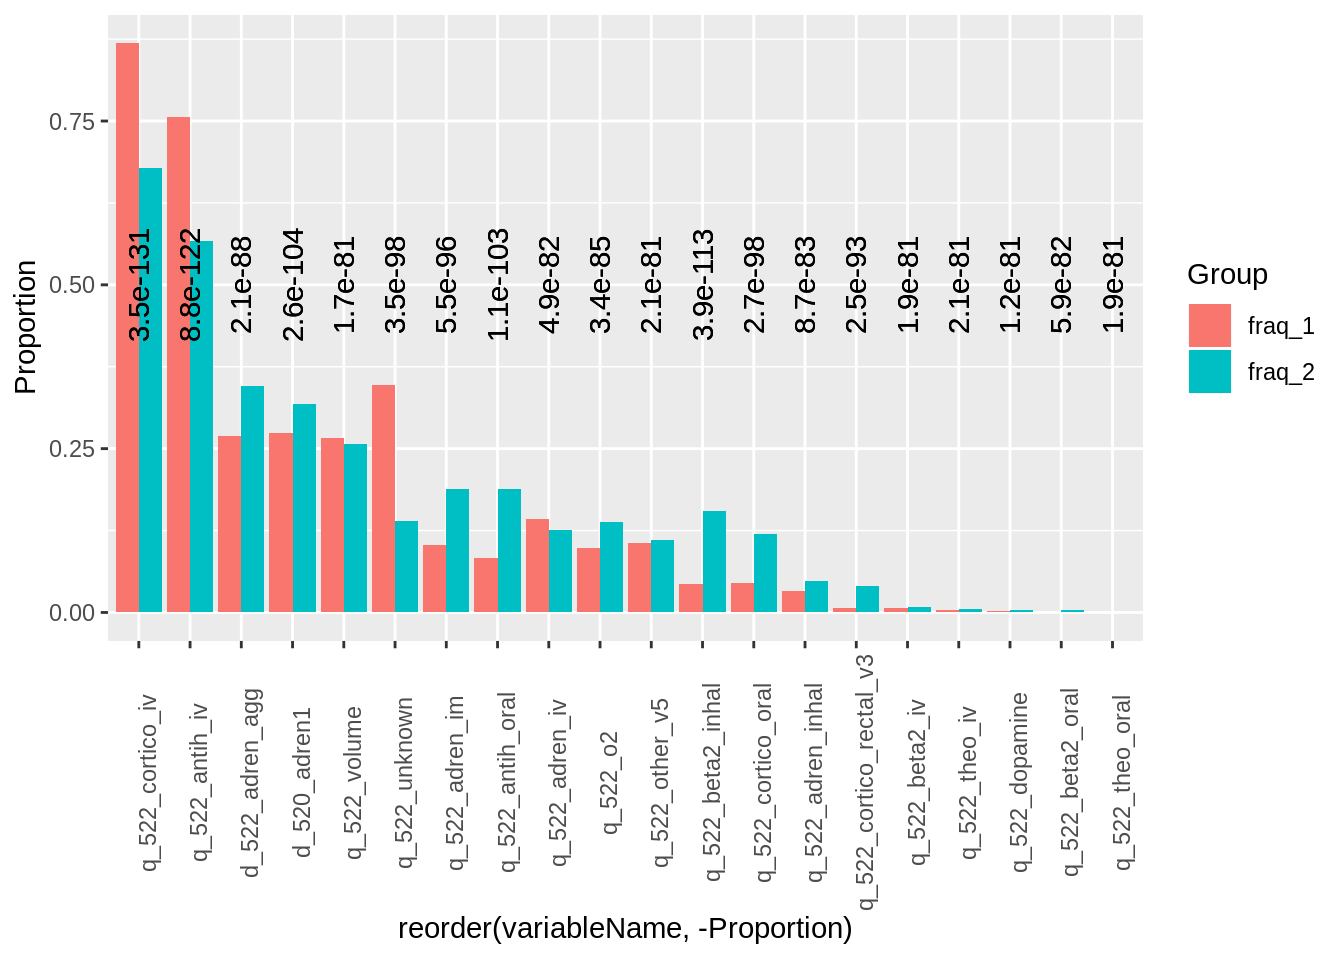 Proportion
0.75
0.50
0.25
0.00
3.5e-131
8.8e-122
2.1e-88
2.6e-104
1.7e-81
3.5e-98
5.5e-96
1.1e-103
4.9e-82
3.4e-85
2.1e-81
3.9e-113
2.7e-98
8.7e-83
2.5e-93
1.9e-81
2.1e-81
1.2e-81
5.9e-82
1.9e-81
q_522_cortico_iv
q_522_antih_iv
d_522_adren_agg
d_520_adren1
q_522_volume
q_522_unknown
q_522_adren_im
q_522_antih_oral
q_522_adren_iv
q_522_o2
q_522_other_v5
q_522_beta2_inhal
q_522_cortico_oral
q_522_adren_inhal
q_522_cortico_rectal_v3
q_522_beta2_iv
q_522_theo_iv
q_522_dopamine
q_522_beta2_oral
q_522_theo_oral
reorder(variableName, -Proportion)
Group
fraq_1
fraq_2